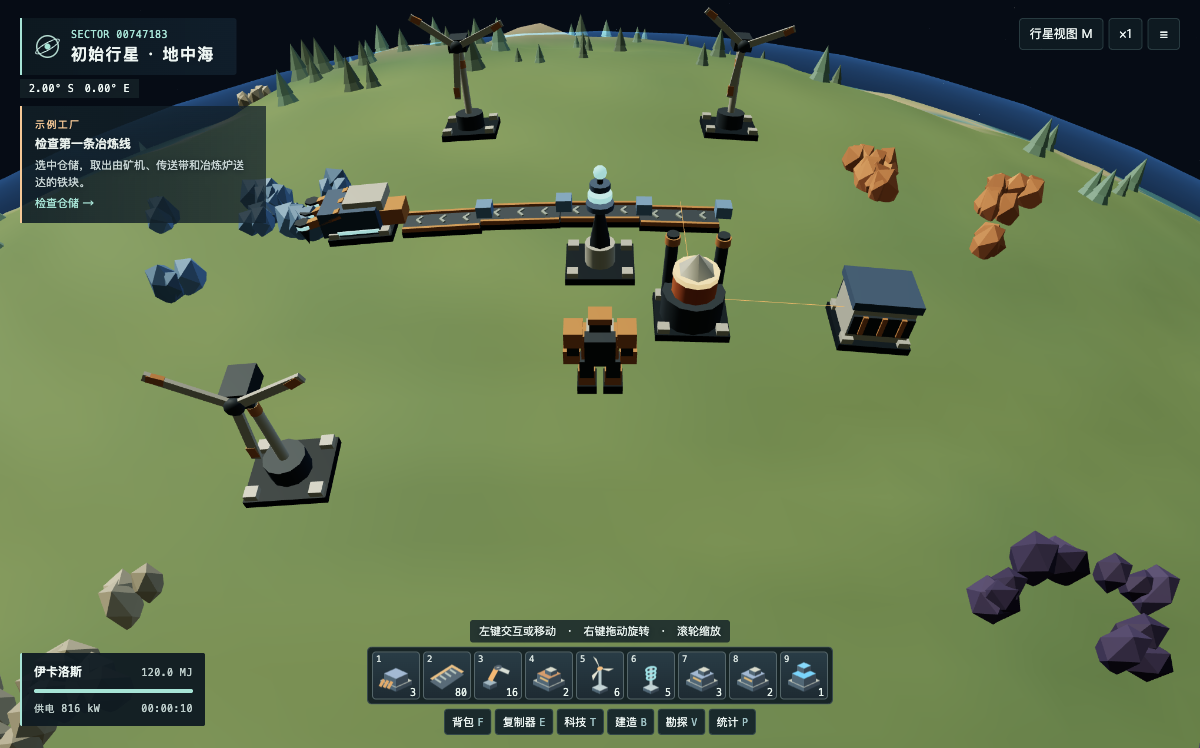 SECTOR 00747183
初始行星 · 地中海
2.00° S 0.00° E
示例工厂
检查第一条冶炼线
选中仓储，取出由矿机、传送带和冶炼炉送
达的铁块。
检查仓储 →
行星视图 M
x1
≡
左键交互或移动 · 右键拖动旋转 · 滚轮缩放
1 3
2 80
3 16
4 2
5 6
6 5
7 3
8 2
9 1
背包 F
复制器 E
科技 T
建造 B
勘探 V
统计 P
伊卡洛斯 120.0 MJ
供电 816 kW 00:00:10